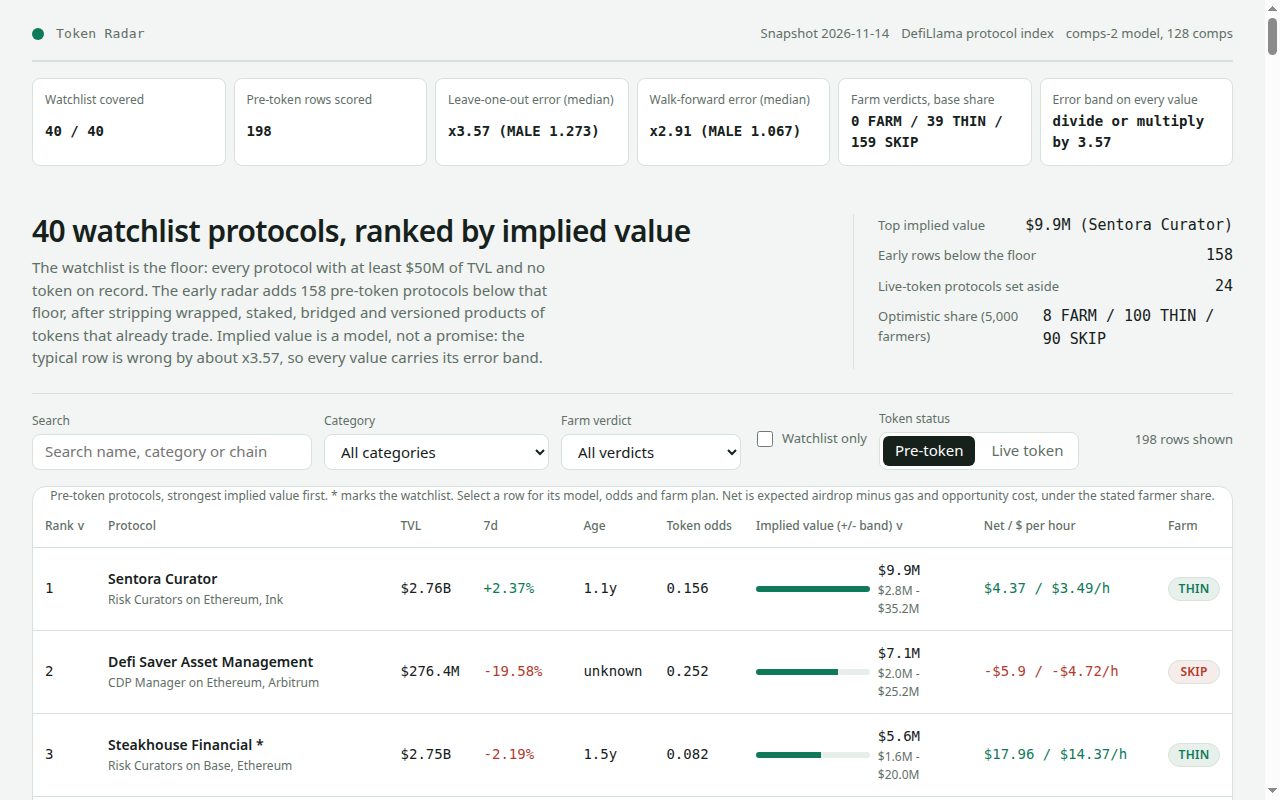 Token Radar
Snapshot 2026-11-14 DefiLlama protocol index comps-2 model, 128 comps
Watchlist covered
40 / 40
Pre-token rows scored
198
Leave-one-out error (median)
x3.57 (MALE 1.273)
Walk-forward error (median)
x2.91 (MALE 1.067)
Farm verdicts, base share
0 FARM / 39 THIN /
159 SKIP
Error band on every value
divide or multiply
by 3.57
40 watchlist protocols, ranked by implied value
The watchlist is the floor: every protocol with at least $50M of TVL and no
token on record. The early radar adds 158 pre-token protocols below that
floor, after stripping wrapped, staked, bridged and versioned products of
tokens that already trade. Implied value is a model, not a promise: the
typical row is wrong by about x3.57, so every value carries its error band.
Top implied value $9.9M (Sentora Curator)
Early rows below the floor 158
Live-token protocols set aside 24
Optimistic share (5,000
farmers)
8 FARM / 100 THIN /
90 SKIP
Search
Search name, category or chain
Category
All categories
Farm verdict
All verdicts
Watchlist only
Token status
Pre-token Live token
198 rows shown
Pre-token protocols, strongest implied value first. * marks the watchlist. Select a row for its model, odds and farm plan. Net is expected airdrop minus gas and opportunity cost, under the stated farmer share.
Rank v Protocol TVL 7d Age Token odds Implied value (+/- band) v Net / $ per hour Farm
1
Sentora Curator
Risk Curators on Ethereum, Ink
$2.76B
+2.37%
1.1y
0.156
$9.9M
$2.8M -
$35.2M
$4.37 / $3.49/h
THIN
2
Defi Saver Asset Management
CDP Manager on Ethereum, Arbitrum
$276.4M
-19.58%
unknown
0.252
$7.1M
$2.0M -
$25.2M
-$5.9 / -$4.72/h
SKIP
3
Steakhouse Financial *
Risk Curators on Base, Ethereum
$2.75B
-2.19%
1.5y
0.082
$5.6M
$1.6M -
$20.0M
$17.96 / $14.37/h
THIN